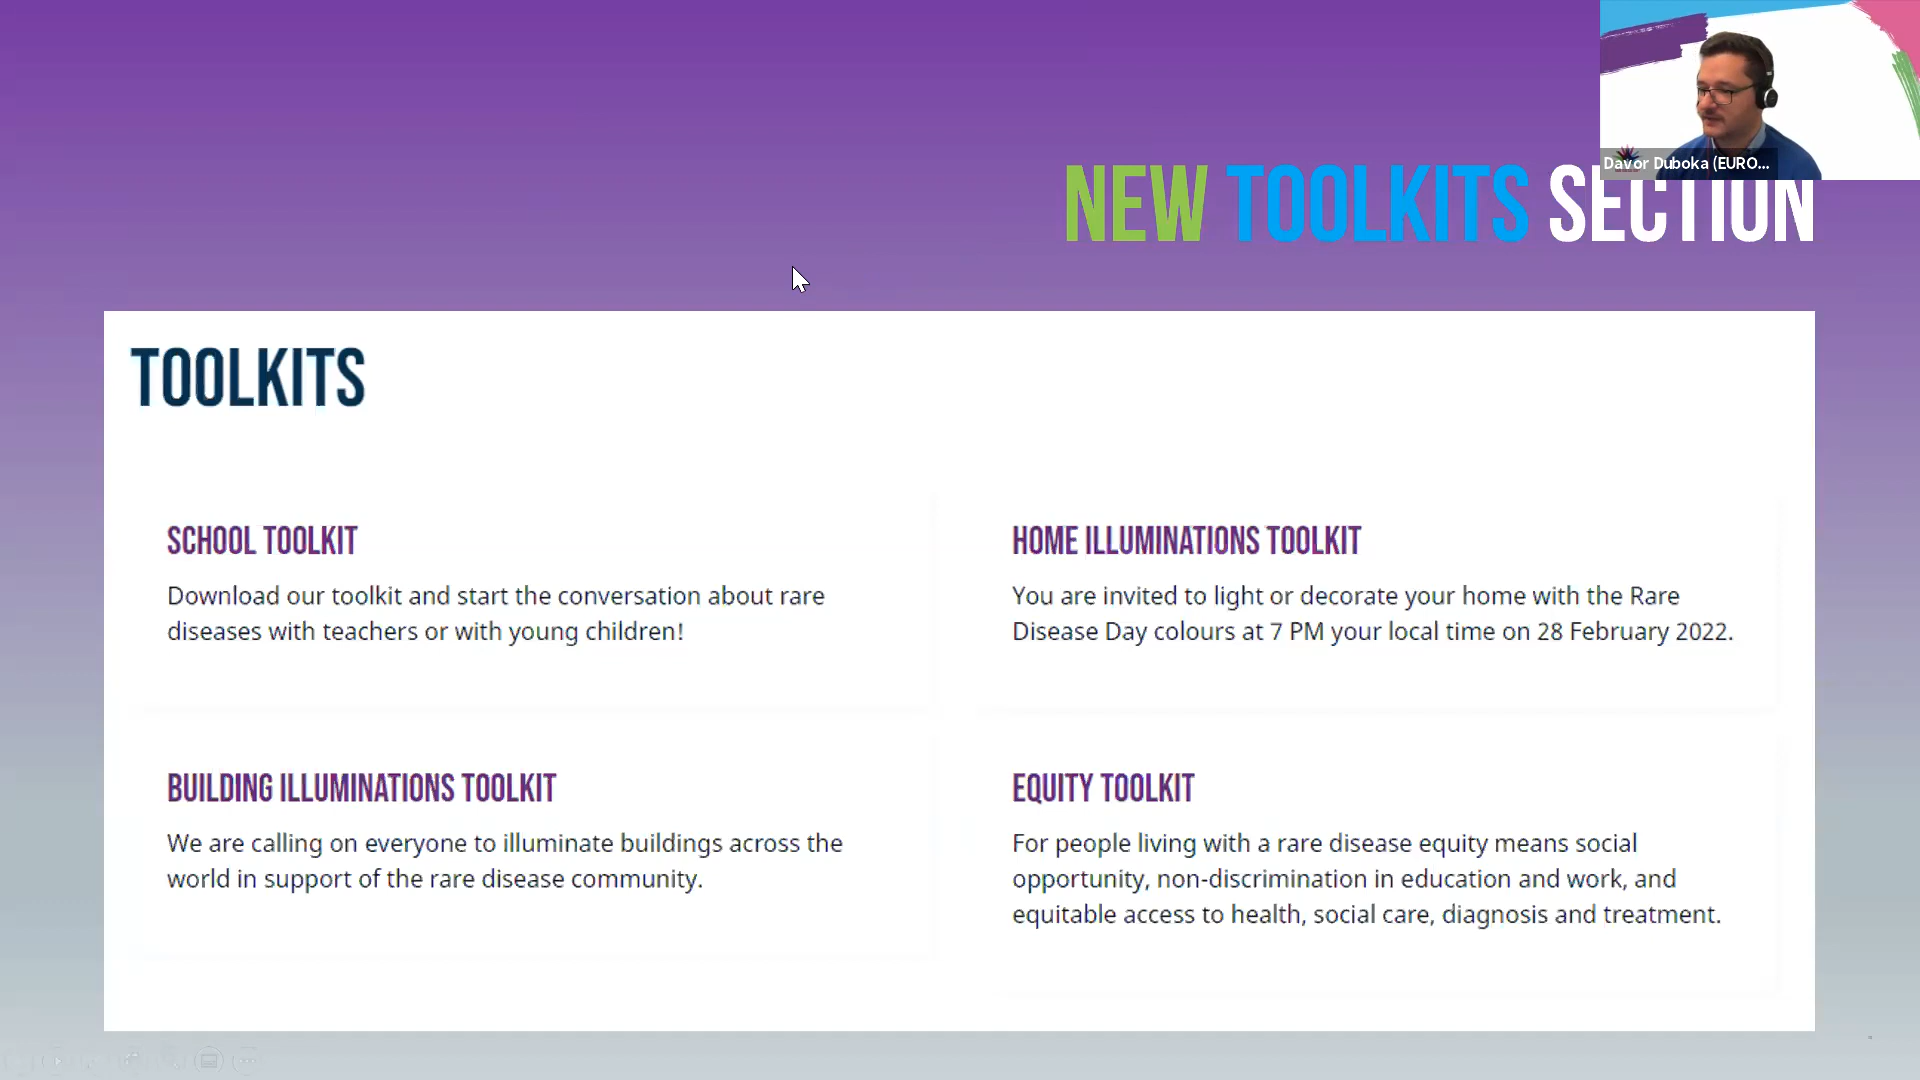 Davor Duboka (EURO...
NEW TOOLKITS SECTION
TOOLKITS
SCHOOL TOOLKIT
Download our toolkit and start the conversation about rare
diseases with teachers or with young children!
HOME ILLUMINATIONS TOOLKIT
You are invited to light or decorate your home with the Rare
Disease Day colours at 7 PM your local time on 28 February 2022.
BUILDING ILLUMINATIONS TOOLKIT
We are calling on everyone to illuminate buildings across the
world in support of the rare disease community.
EQUITY TOOLKIT
For people living with a rare disease equity means social
opportunity, non-discrimination in education and work, and
equitable access to health, social care, diagnosis and treatment.